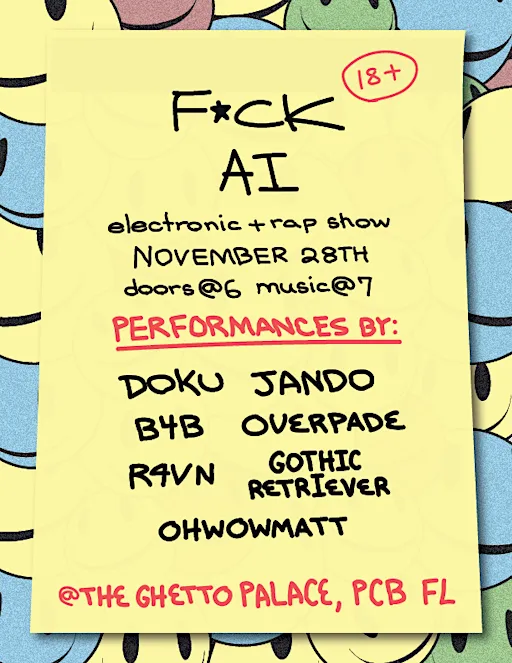 18+
F*CK
AI
electronic + rap show
NOVEMBER 28TH
doors@6 music@7
PERFORMANCES BY:
DOKU JANDO
B4B OVERPADE
R4VN GOTHIC RETRIEVER
OHWOWMATT
@THE GHETTO PALACE, PCB FL